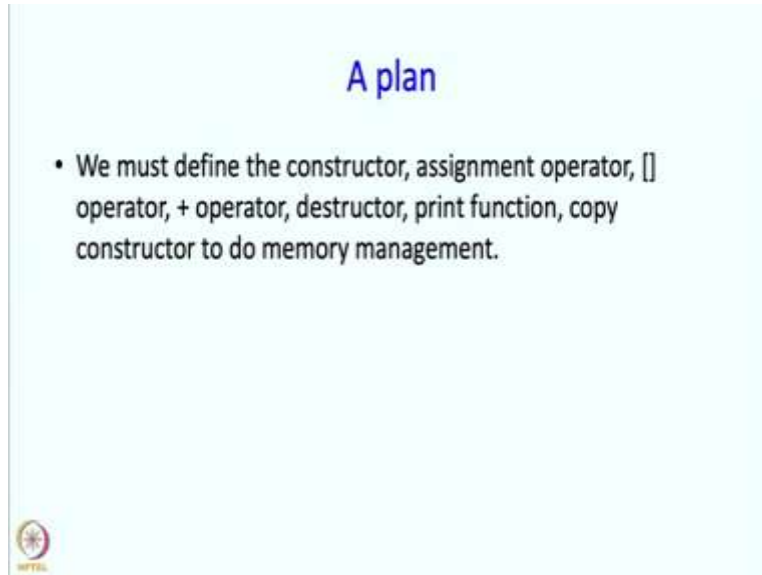 A plan
• We must define the constructor, assignment operator, []
operator, + operator, destructor, print function, copy
constructor to do memory management.
NPTEL